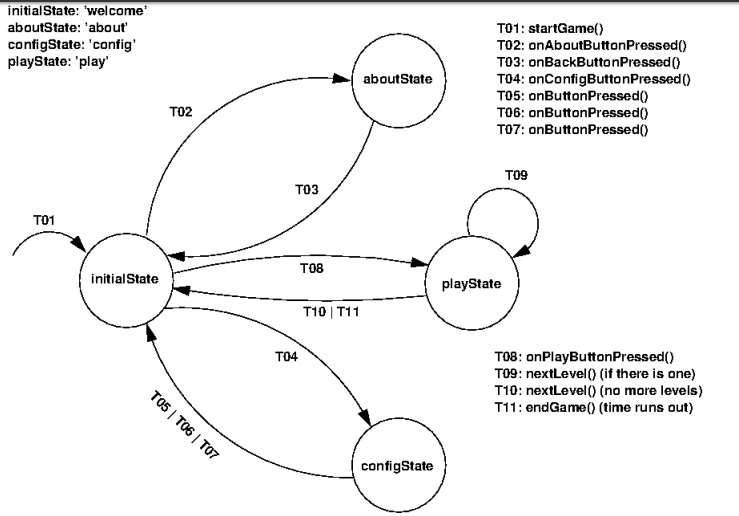 initialState: 'welcome'
aboutState: 'about'
configState: 'config'
playState: 'play'
T01: startGame()
T02: onAboutButtonPressed()
T03: onBackButtonPressed()
T04: onConfigButtonPressed()
T05: onButtonPressed()
T06: onButtonPressed()
T07: onButtonPressed()
aboutState
T02
T03
T09
T01
initialState
T08
playState
T10 | T11
T04
T05 | T06 | T07
configState
T08: onPlayButtonPressed()
T09: nextLevel() (if there is one)
T10: nextLevel() (no more levels)
T11: endGame() (time runs out)